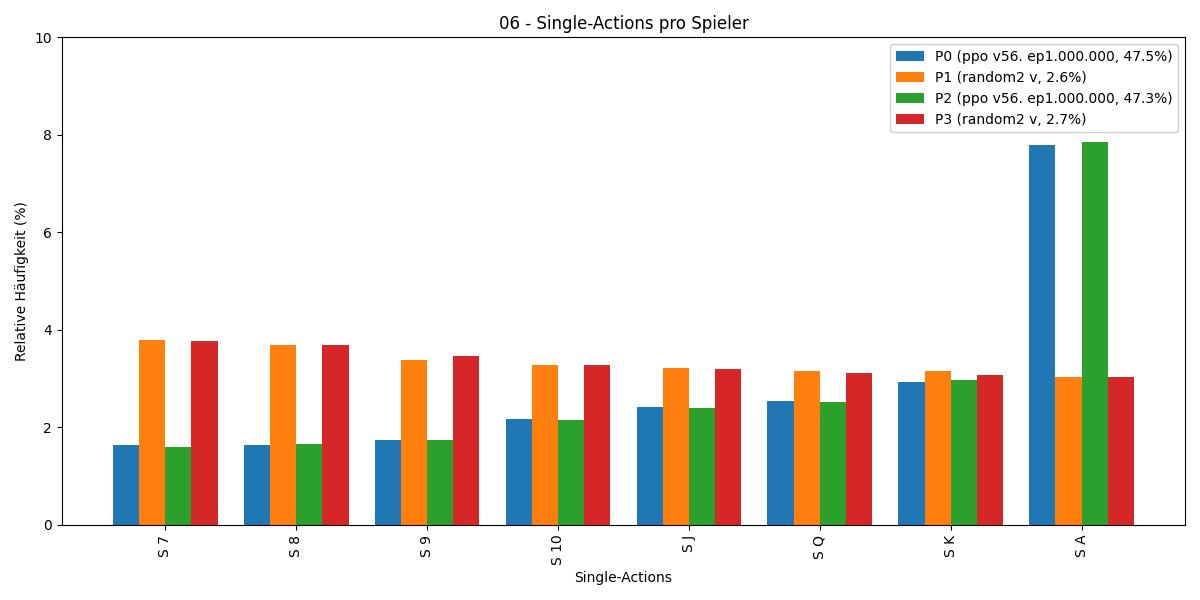 06 - Single-Actions pro Spieler
P0 (ppo v56. ep1.000.000, 47.5%)
P1 (random2 v, 2.6%)
P2 (ppo v56. ep1.000.000, 47.3%)
P3 (random2 v, 2.7%)
Relative Häufigkeit (%)
10
8
6
4
2
0
S 7
S 8
S 9
S 10
S J
S Q
S K
S A
Single-Actions